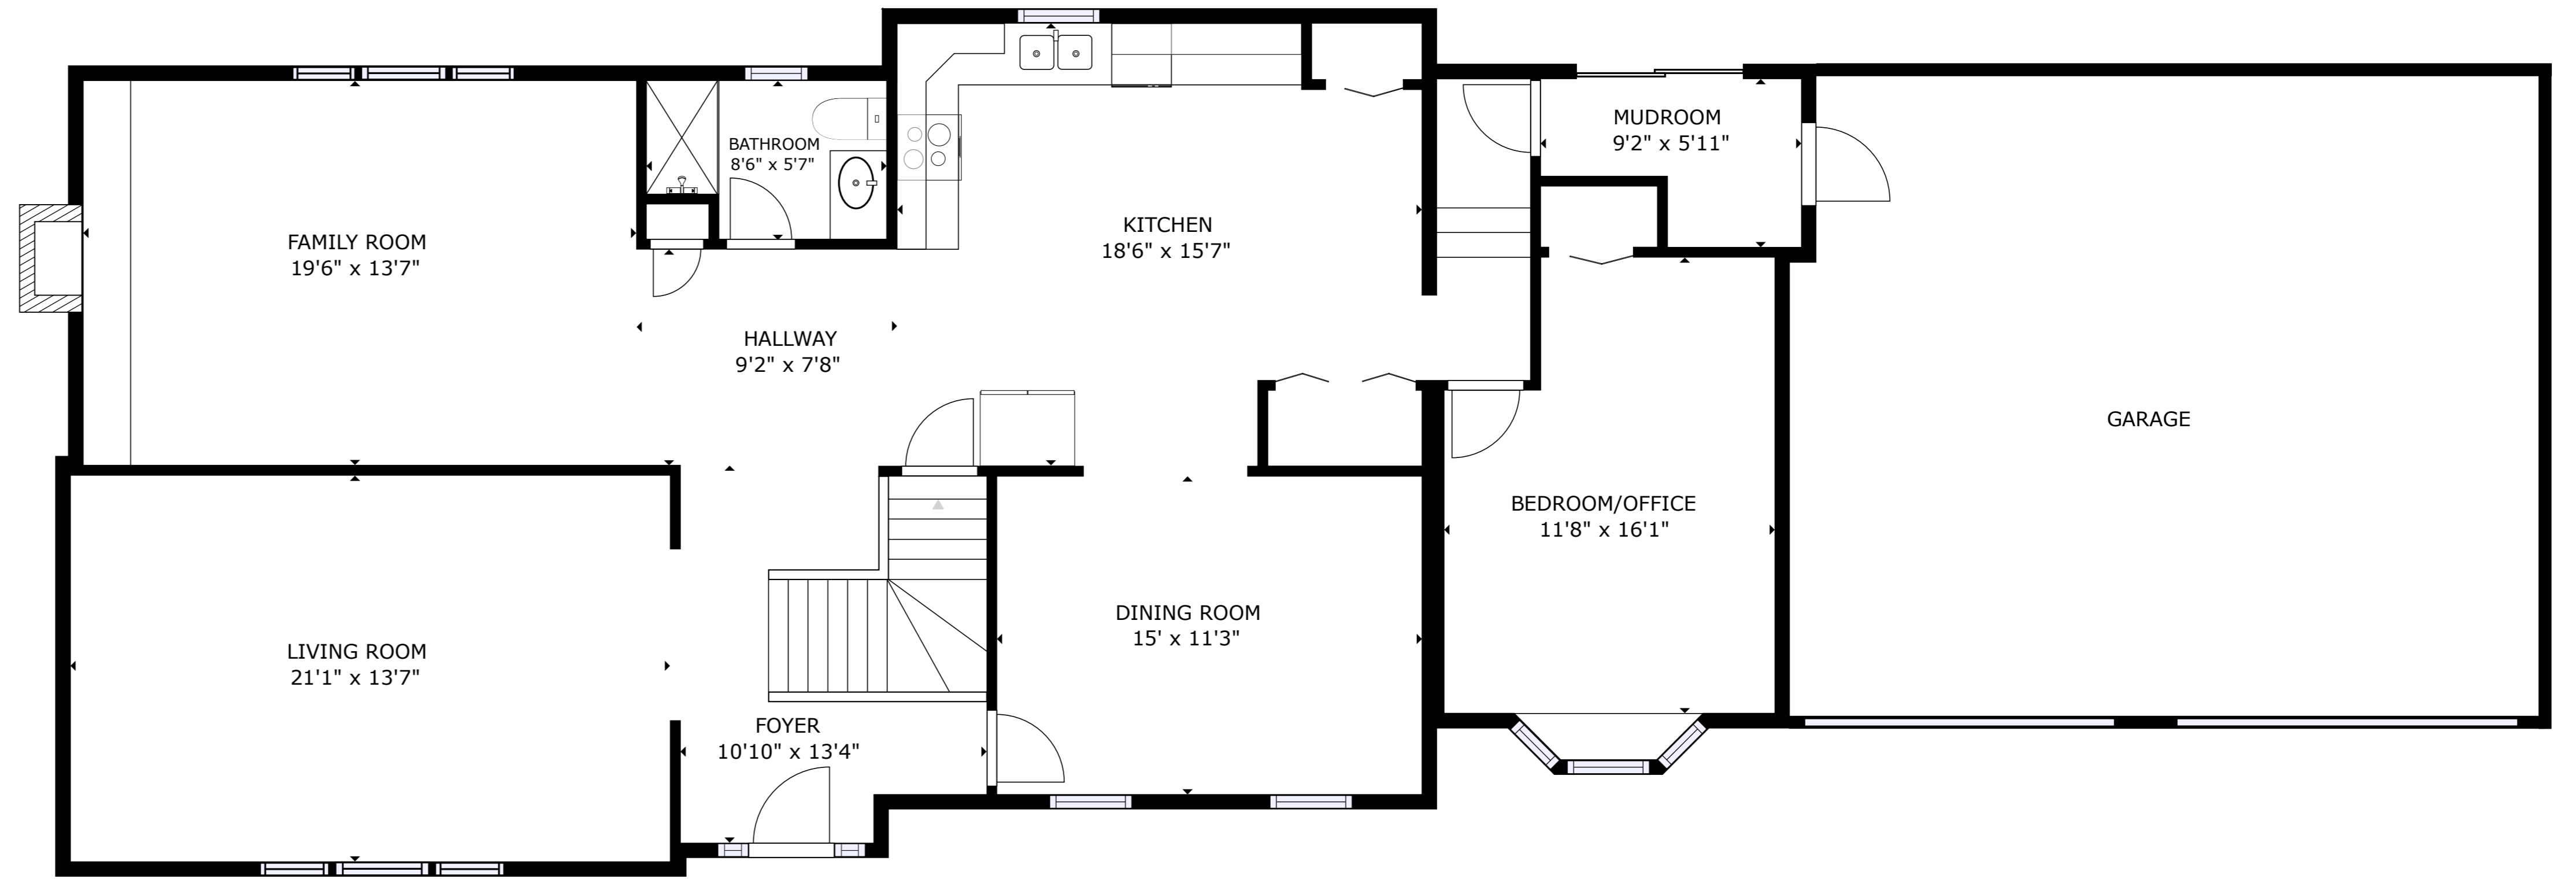 FAMILY ROOM
19'6" x 13'7"
BATHROOM
8'6" x 5'7"
KITCHEN
18'6" x 15'7"
MUDROOM
9'2" x 5'11"
HALLWAY
9'2" x 7'8"
GARAGE
BEDROOM/OFFICE
11'8" x 16'1"
LIVING ROOM
21'1" x 13'7"
DINING ROOM
15' x 11'3"
FOYER
10'10" x 13'4"